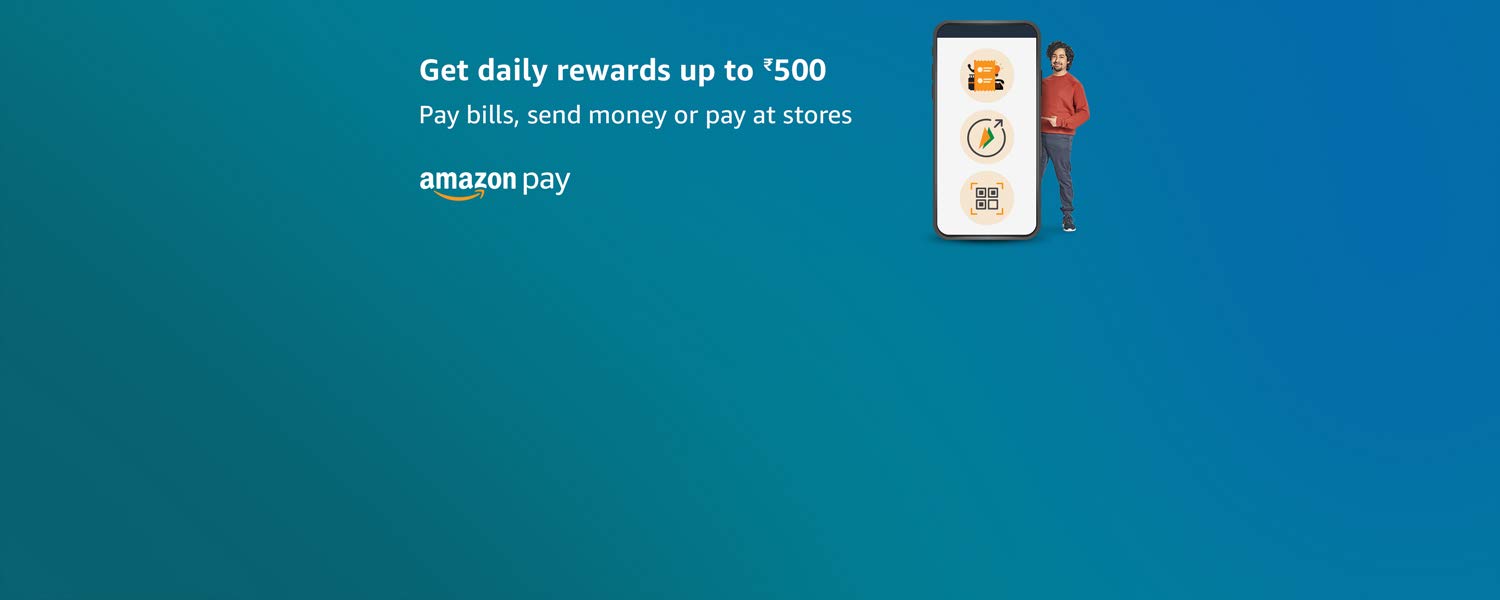 Get daily rewards up to ₹500
Pay bills, send money or pay at stores
amazon pay